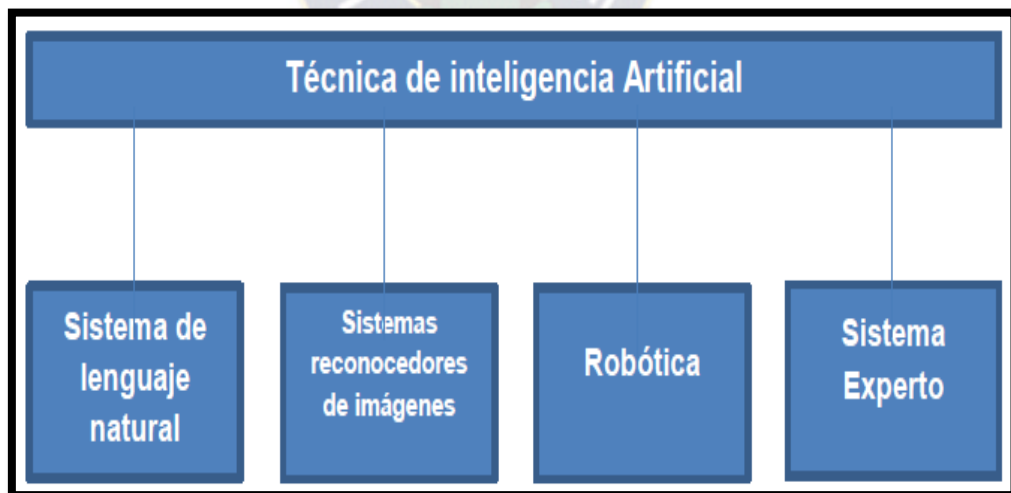 Técnica de inteligencia Artificial
Sistema de
lenguaje
natural
Sistemas
reconocedores
de imágenes
Robótica
Sistema
Experto